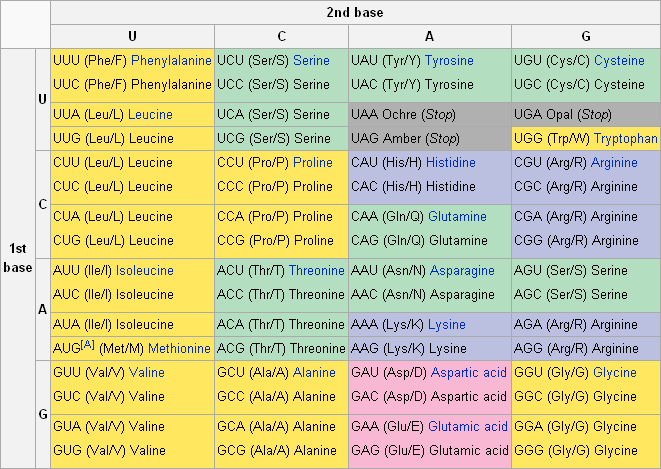 2nd base
U C A G
1st base
U
UUU (Phe/F) Phenylalanine UCU (Ser/S) Serine UAU (Tyr/Y) Tyrosine UGU (Cys/C) Cysteine
UUC (Phe/F) Phenylalanine UCC (Ser/S) Serine UAC (Tyr/Y) Tyrosine UGC (Cys/C) Cysteine
UUA (Leu/L) Leucine UCA (Ser/S) Serine UAA Ochre (Stop) UGA Opal (Stop)
UUG (Leu/L) Leucine UCG (Ser/S) Serine UAG Amber (Stop) UGG (Trp/W) Tryptophan
C
CUU (Leu/L) Leucine CCU (Pro/P) Proline CAU (His/H) Histidine CGU (Arg/R) Arginine
CUC (Leu/L) Leucine CCC (Pro/P) Proline CAC (His/H) Histidine CGC (Arg/R) Arginine
CUA (Leu/L) Leucine CCA (Pro/P) Proline CAA (Gln/Q) Glutamine CGA (Arg/R) Arginine
CUG (Leu/L) Leucine CCG (Pro/P) Proline CAG (Gln/Q) Glutamine CGG (Arg/R) Arginine
A
AUU (Ile/I) Isoleucine ACU (Thr/T) Threonine AAU (Asn/N) Asparagine AGU (Ser/S) Serine
AUC (Ile/I) Isoleucine ACC (Thr/T) Threonine AAC (Asn/N) Asparagine AGC (Ser/S) Serine
AUA (Ile/I) Isoleucine ACA (Thr/T) Threonine AAA (Lys/K) Lysine AGA (Arg/R) Arginine
AUG[A] (Met/M) Methionine ACG (Thr/T) Threonine AAG (Lys/K) Lysine AGG (Arg/R) Arginine
G
GUU (Val/V) Valine GCU (Ala/A) Alanine GAU (Asp/D) Aspartic acid GGU (Gly/G) Glycine
GUC (Val/V) Valine GCC (Ala/A) Alanine GAC (Asp/D) Aspartic acid GGC (Gly/G) Glycine
GUA (Val/V) Valine GCA (Ala/A) Alanine GAA (Glu/E) Glutamic acid GGA (Gly/G) Glycine
GUG (Val/V) Valine GCG (Ala/A) Alanine GAG (Glu/E) Glutamic acid GGG (Gly/G) Glycine